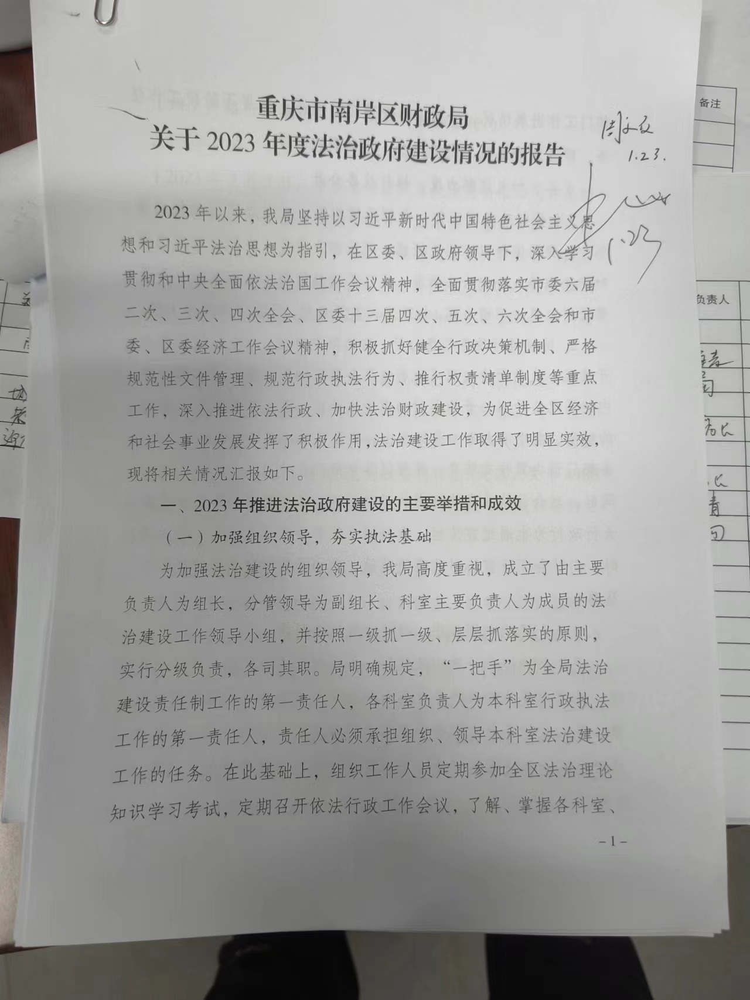 重庆市南岸区财政局
关于 2023 年度法治政府建设情况的报告
1.23.
1.23
2023 年以来，我局坚持以习近平新时代中国特色社会主义思
想和习近平法治思想为指引，在区委、区政府领导下，深入学习
贯彻和中央全面依法治国工作会议精神，全面贯彻落实市委六届
二次、三次、四次全会、区委十三届四次、五次、六次全会和市
委、区委经济工作会议精神，积极抓好健全行政决策机制、严格
规范性文件管理、规范行政执法行为、推行权责清单制度等重点
工作，深入推进依法行政、加快法治财政建设，为促进全区经济
和社会事业发展发挥了积极作用，法治建设工作取得了明显实效，
现将相关情况汇报如下。
一、2023 年推进法治政府建设的主要举措和成效
（一）加强组织领导，夯实执法基础
为加强法治建设的组织领导，我局高度重视，成立了由主要
负责人为组长，分管领导为副组长、科室主要负责人为成员的法
治建设工作领导小组，并按照一级抓一级、层层抓落实的原则，
实行分级负责，各司其职。局明确规定，“一把手”为全局法治
建设责任制工作的第一责任人，各科室负责人为本科室行政执法
工作的第一责任人，责任人必须承担组织、领导本科室法治建设
工作的任务。在此基础上，组织工作人员定期参加全区法治理论
知识学习考试，定期召开依法行政工作会议，了解、掌握各科室、
- 1 -
备注
负责人